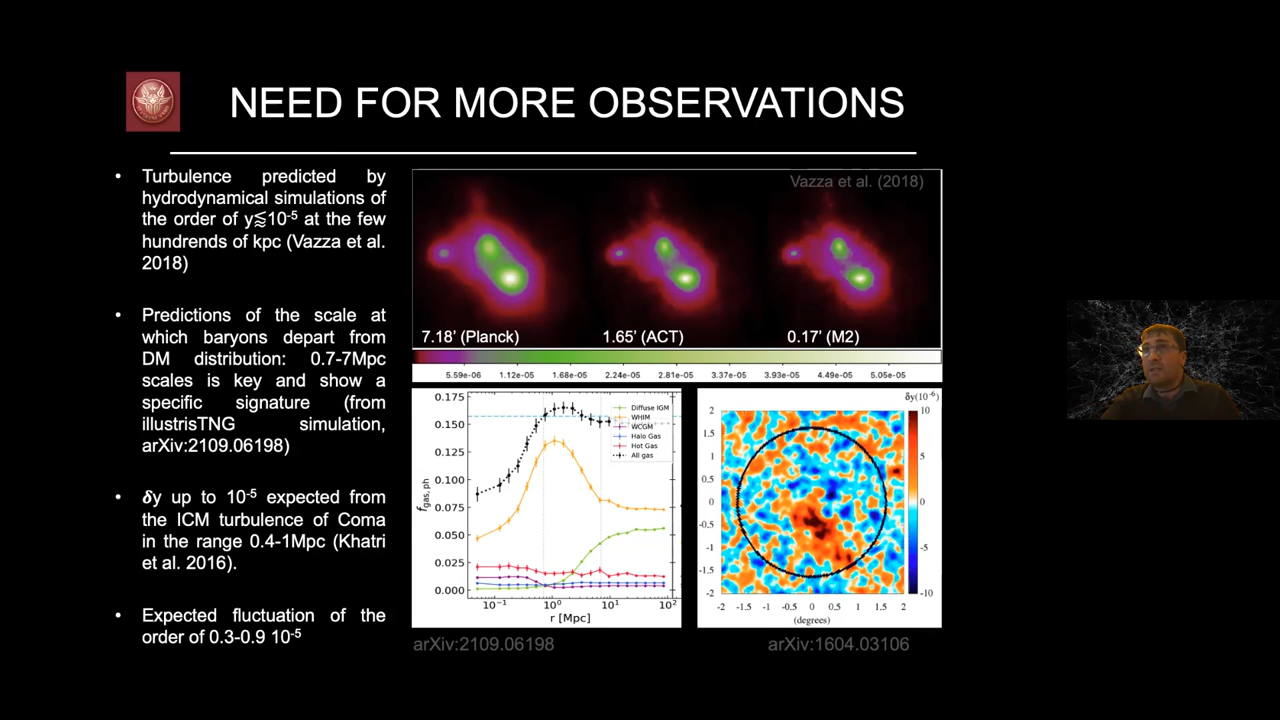 NEED FOR MORE OBSERVATIONS
• Turbulence predicted by
hydrodynamical simulations of
the order of y≲10-5 at the few
hundrends of kpc (Vazza et al.
2018)
• Predictions of the scale at
which baryons depart from
DM distribution: 0.7-7Mpc
scales is key and show a
specific signature (from
illustrisTNG simulation,
arXiv:2109.06198)
• δy up to 10-5 expected from
the ICM turbulence of Coma
in the range 0.4-1Mpc (Khatri
et al. 2016).
• Expected fluctuation of the
order of 0.3-0.9 10-5
Vazza et al. (2018)
7.18' (Planck) 1.65' (ACT) 0.17' (M2)
5.59e-06 1.12e-05 1.68e-05 2.24e-05 2.81e-05 3.37e-05 3.93e-05 4.49e-05 5.05e-05
0.175
0.150
0.125
0.100
0.075
0.050
0.025
0.000
fgas,ph
Diffuse IGM
WHIM
WCGM
Halo Gas
Hot Gas
All gas
10-1 100 101 102
r [Mpc]
arXiv:2109.06198
δy(10-6)
2
1.5
1
0.5
0
-0.5
-1
-1.5
-2
10
5
0
-5
-10
-2 -1.5 -1 -0.5 0 0.5 1 1.5 2
(degrees)
arXiv:1604.03106